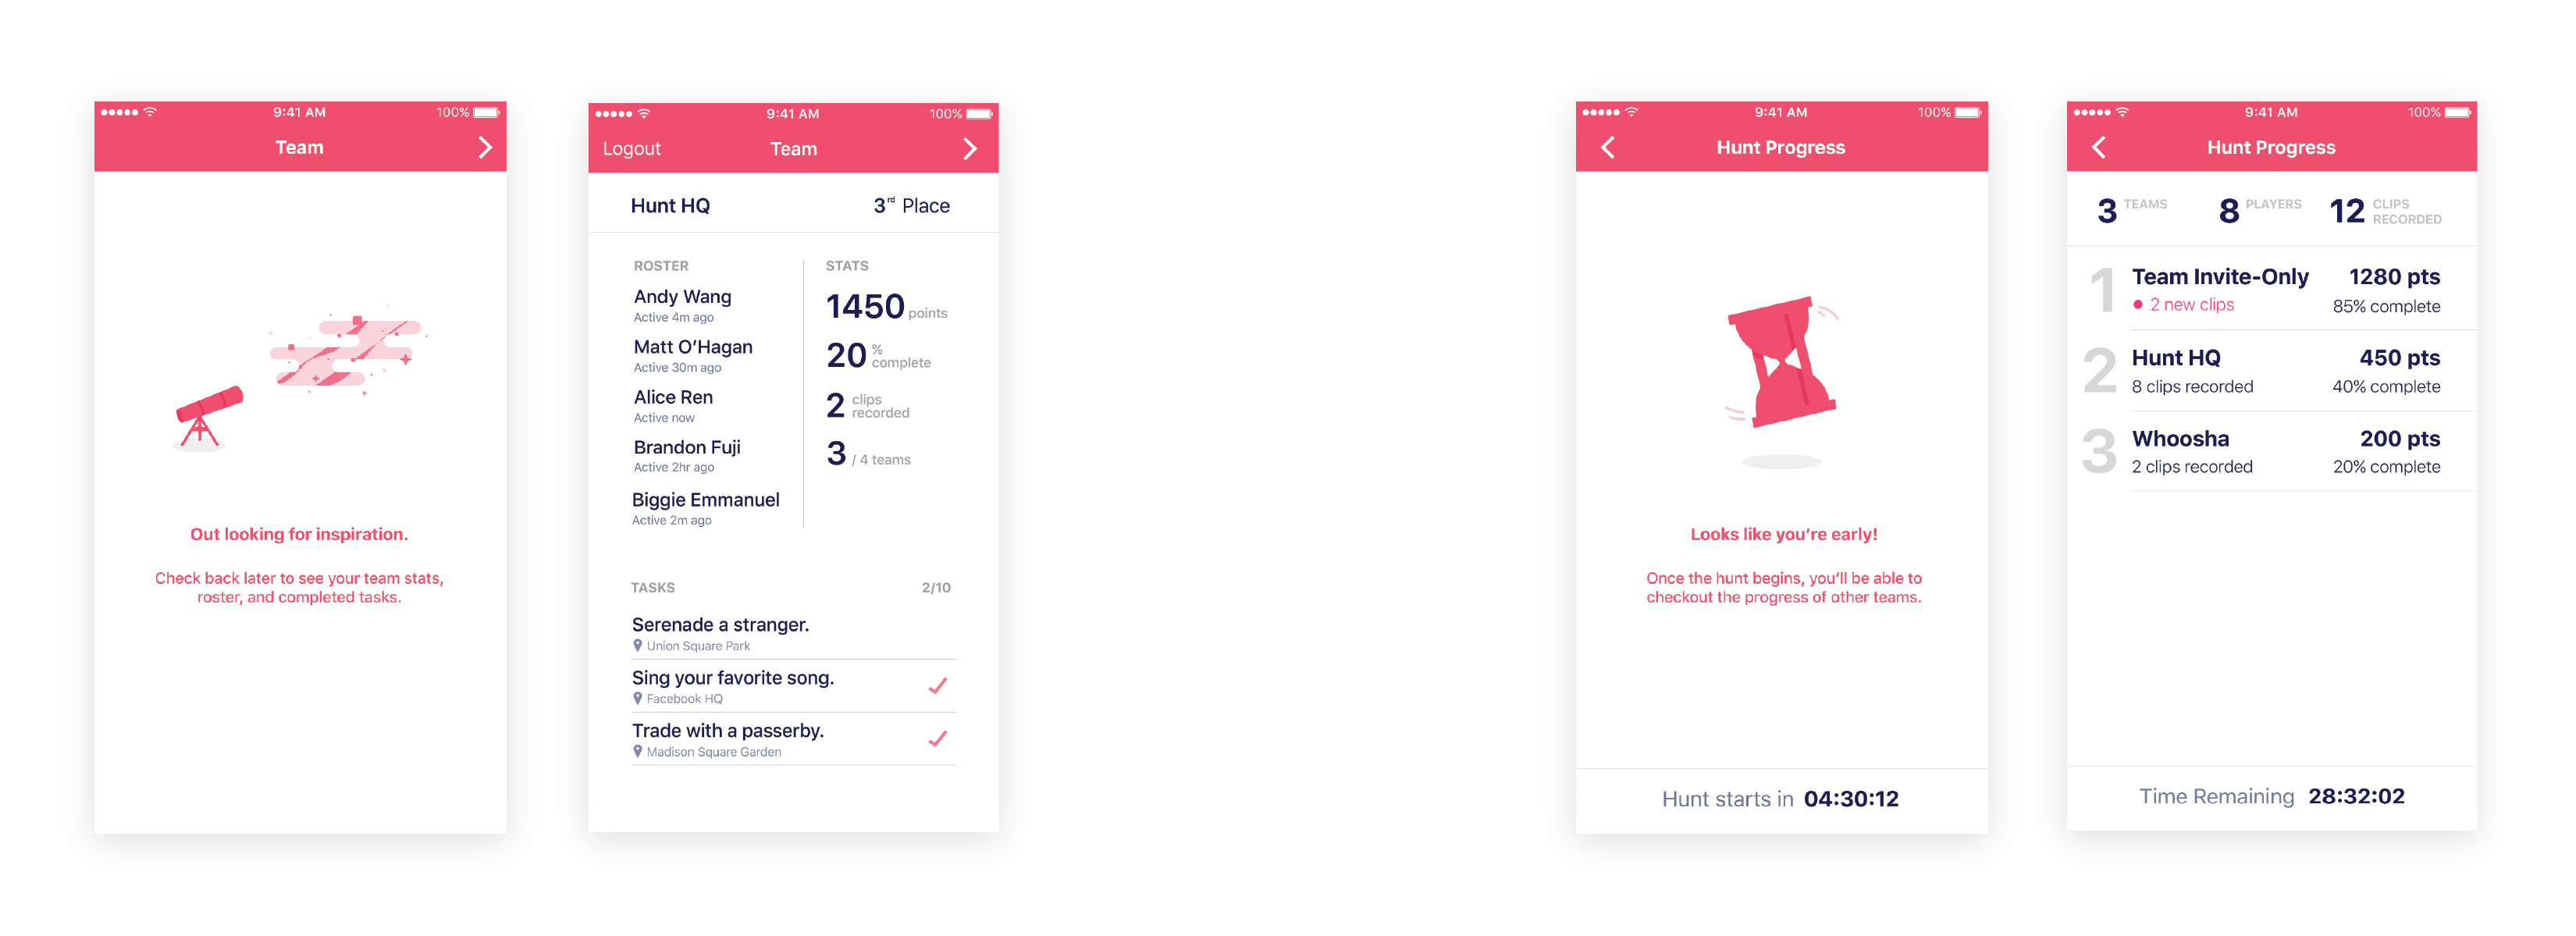 9:41 AM 100%
Team
Out looking for inspiration.
Check back later to see your team stats,
roster, and completed tasks.
9:41 AM 100%
Logout Team
Hunt HQ 3rd Place
ROSTER
Andy Wang
Active 4m ago
Matt O’Hagan
Active 30m ago
Alice Ren
Active now
Brandon Fuji
Active 2hr ago
Biggie Emmanuel
Active 2m ago
STATS
1450 points
20 % complete
2 clips recorded
3 / 4 teams
TASKS 2/10
Serenade a stranger.
Union Square Park
Sing your favorite song.
Facebook HQ
Trade with a passerby.
Madison Square Garden
9:41 AM 100%
Hunt Progress
Looks like you’re early!
Once the hunt begins, you’ll be able to
checkout the progress of other teams.
Hunt starts in 04:30:12
9:41 AM 100%
Hunt Progress
3 TEAMS 8 PLAYERS 12 CLIPS RECORDED
1 Team Invite-Only 1280 pts
2 new clips 85% complete
2 Hunt HQ 450 pts
8 clips recorded 40% complete
3 Whoosha 200 pts
2 clips recorded 20% complete
Time Remaining 28:32:02